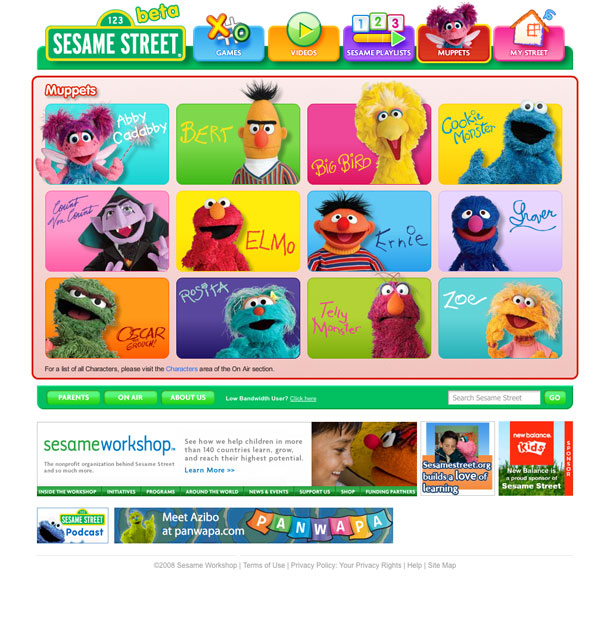 beta
123
SESAME STREET
GAMES
VIDEOS
1 2 3
SESAME PLAYLISTS
MUPPETS
MY STREET
Muppets
Abby Cadabby
BERT
BIG BIRD
Cookie Monster
Count Von Count
ELMO
Ernie
Grover
OSCAR GROUCH!
ROSITA
Telly Monster
Zoe
For a list of all Characters, please visit the Characters area of the On Air section.
PARENTS
ON AIR
ABOUT US
Low Bandwidth User? Click here
Search Sesame Street
GO
sesameworkshop™
The nonprofit organization behind Sesame Street
and so much more.
See how we help children in more
than 140 countries learn, grow,
and reach their highest potential.
Learn More >>
INSIDE THE WORKSHOP
INITIATIVES
PROGRAMS
AROUND THE WORLD
NEWS & EVENTS
SUPPORT US
SHOP
FUNDING PARTNERS
Sesamestreet.org
builds a love of
learning
new balance
Kids
New Balance is
a proud sponsor of
Sesame Street
SPONSOR
SESAME STREET
Podcast
Meet Azibo
at panwapa.com
PANWAPA
©2008 Sesame Workshop | Terms of Use | Privacy Policy: Your Privacy Rights | Help | Site Map